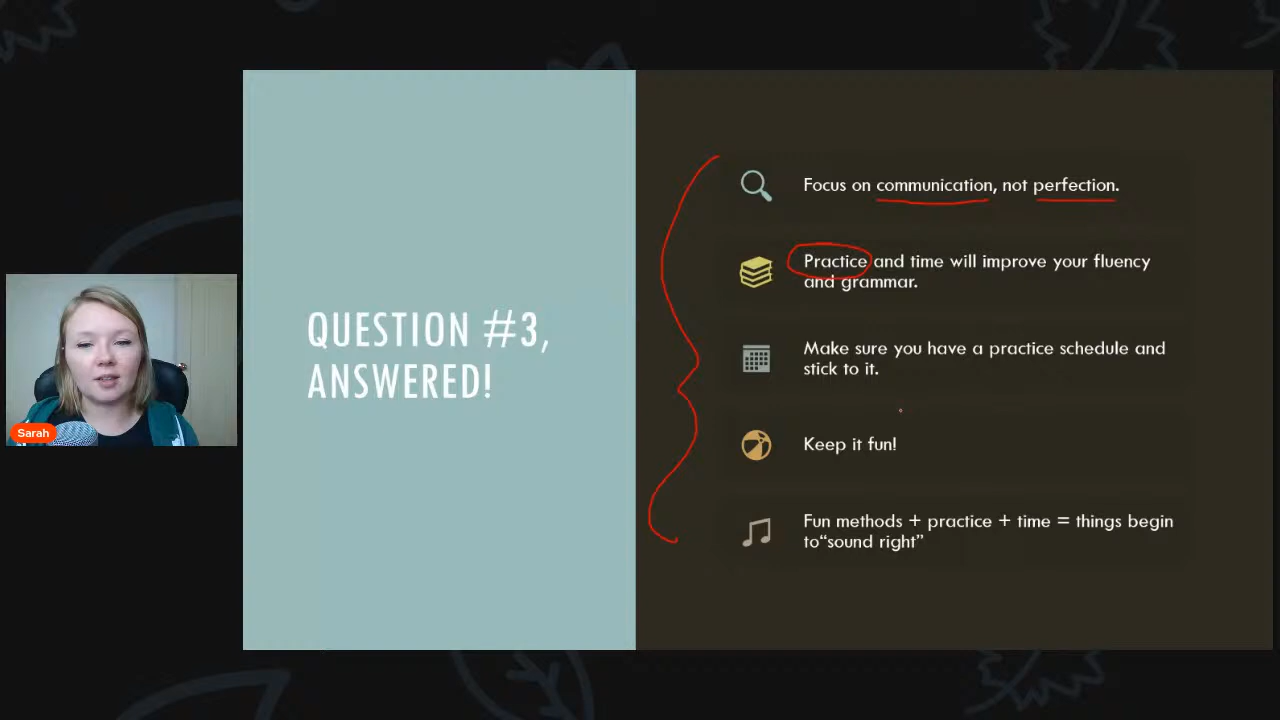 QUESTION #3,
ANSWERED!
Focus on communication, not perfection.
Practice and time will improve your fluency
and grammar.
Make sure you have a practice schedule and
stick to it.
Keep it fun!
Fun methods + practice + time = things begin
to“sound right”
Sarah